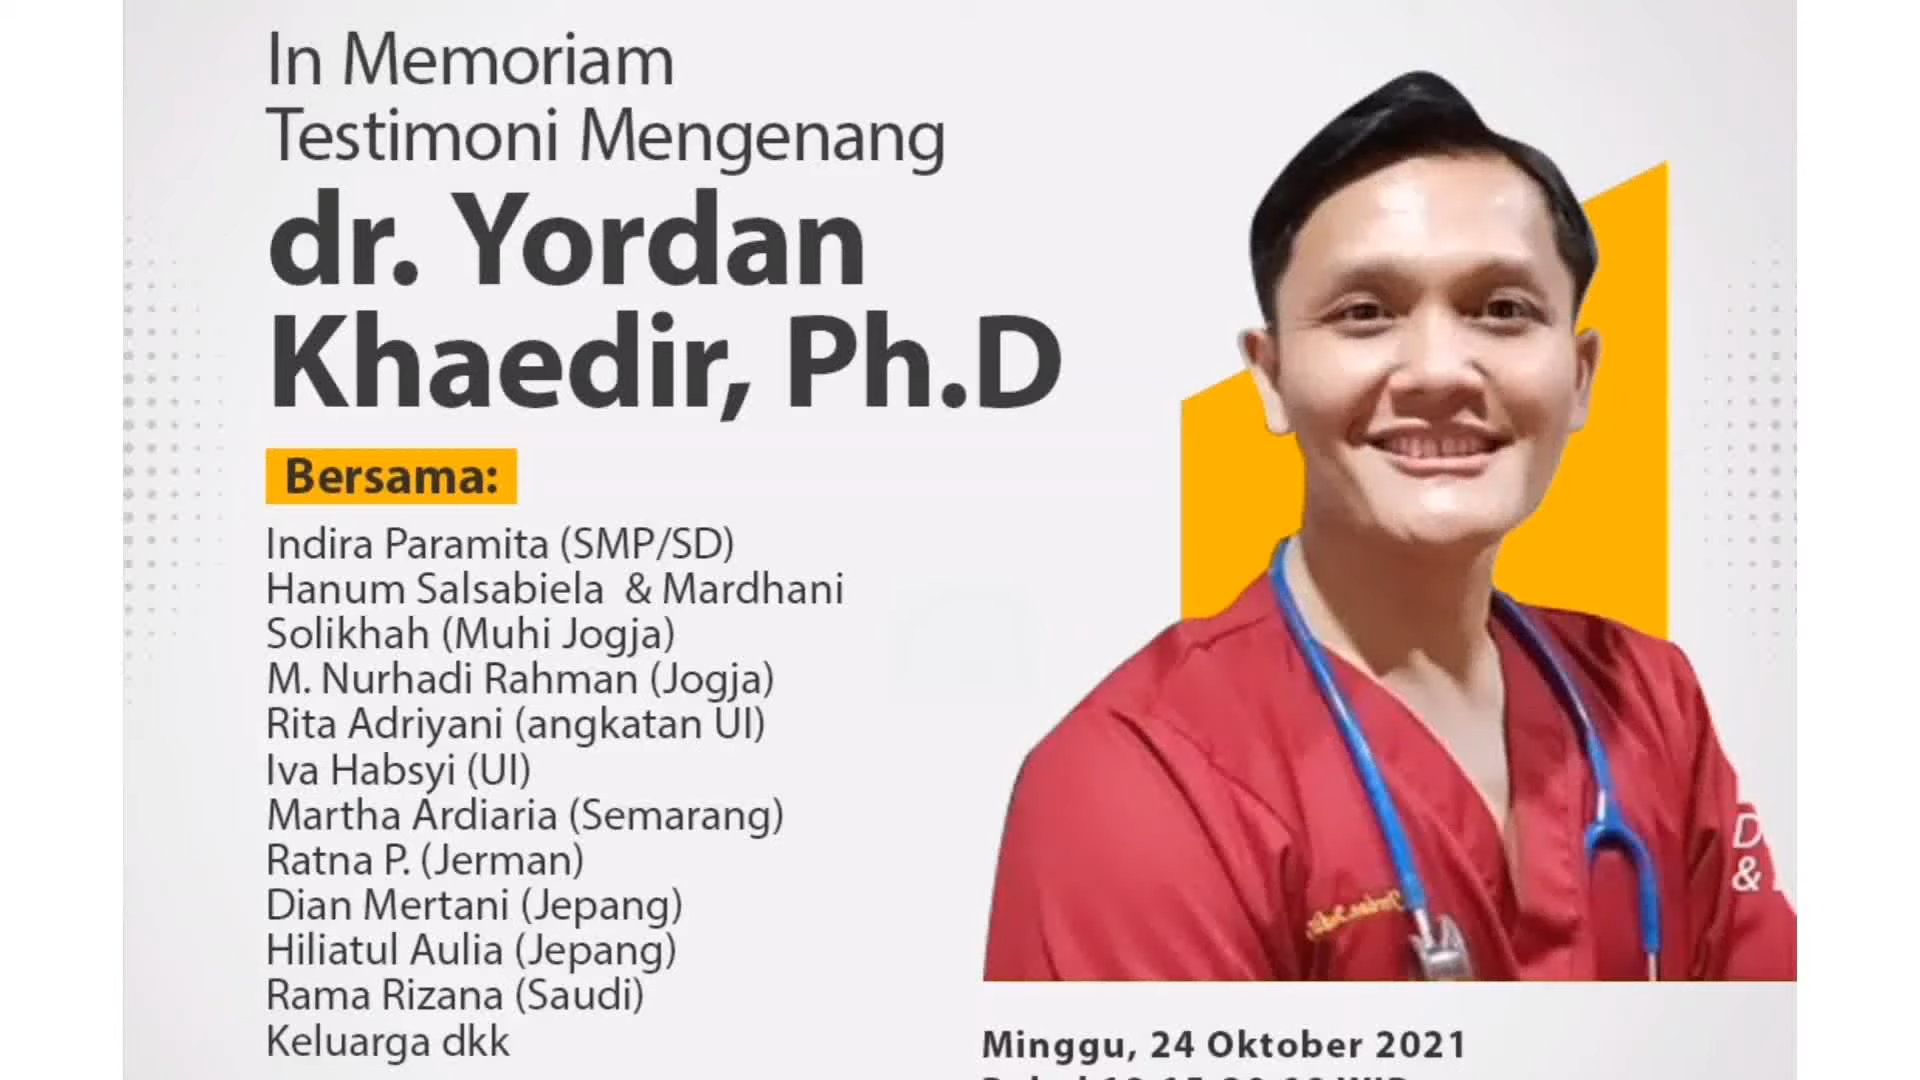 In Memoriam
Testimoni Mengenang
dr. Yordan
Khaedir, Ph.D
Bersama:
Indira Paramita (SMP/SD)
Hanum Salsabiela & Mardhani
Solikhah (Muhi Jogja)
M. Nurhadi Rahman (Jogja)
Rita Adriyani (angkatan UI)
Iva Habsyi (UI)
Martha Ardiaria (Semarang)
Ratna P. (Jerman)
Dian Mertani (Jepang)
Hiliatul Aulia (Jepang)
Rama Rizana (Saudi)
Keluarga dkk
&
Minggu, 24 Oktober 2021